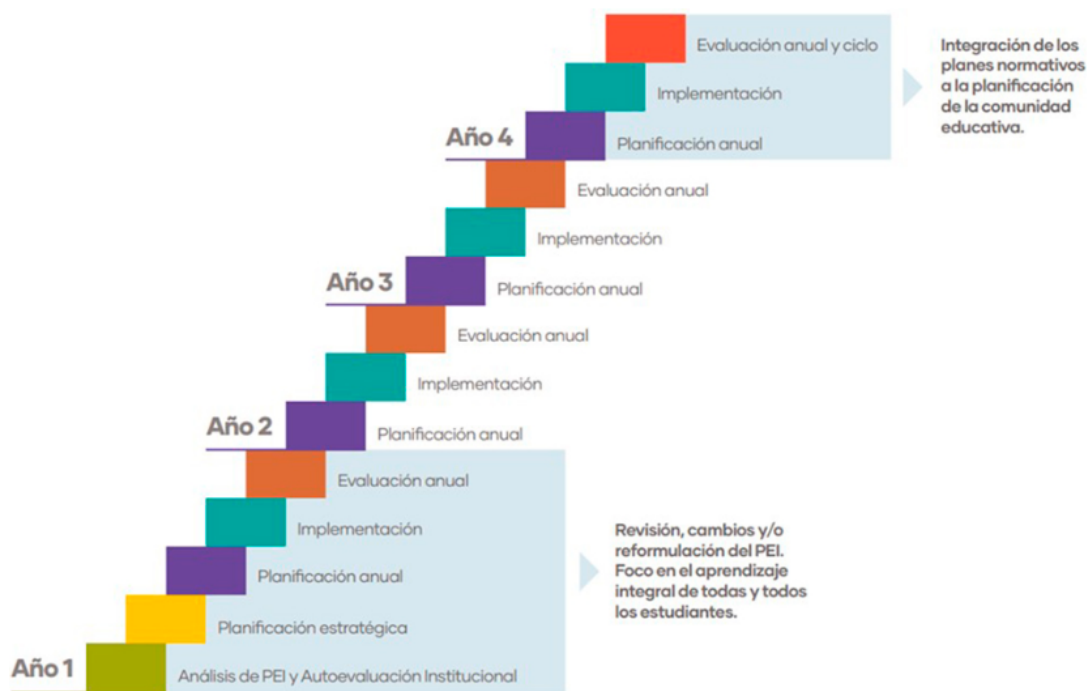 Evaluación anual y ciclo
Integración de los
planes normativos
a la planificación
de la comunidad
educativa.
Implementación
Año 4
Planificación anual
Evaluación anual
Implementación
Año 3
Planificación anual
Evaluación anual
Implementación
Año 2
Planificación anual
Evaluación anual
Implementación
Revisión, cambios y/o
reformulación del PEI.
Foco en el aprendizaje
integral de todas y todos
los estudiantes.
Planificación anual
Planificación estratégica
Año 1
Análisis de PEI y Autoevaluación Institucional